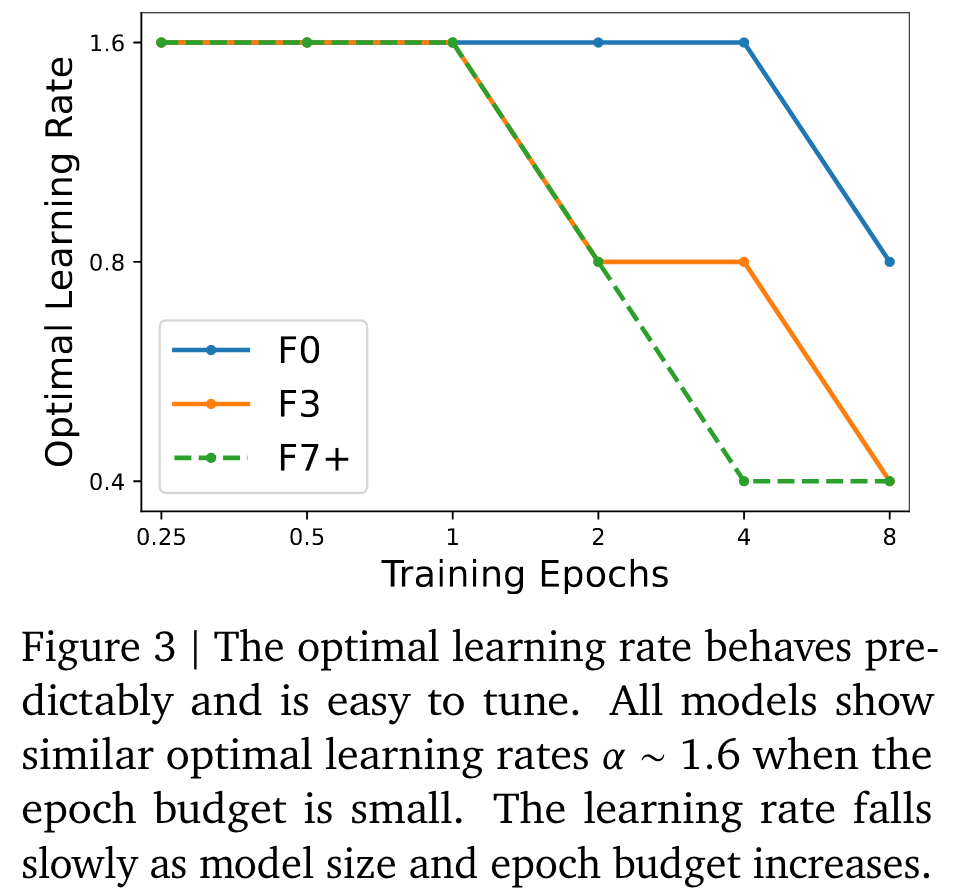 1.6
0.8
0.4
Optimal Learning Rate
F0
F3
F7+
0.25 0.5 1 2 4 8
Training Epochs
Figure 3 | The optimal learning rate behaves pre-
dictably and is easy to tune. All models show
similar optimal learning rates α ∼ 1.6 when the
epoch budget is small. The learning rate falls
slowly as model size and epoch budget increases.